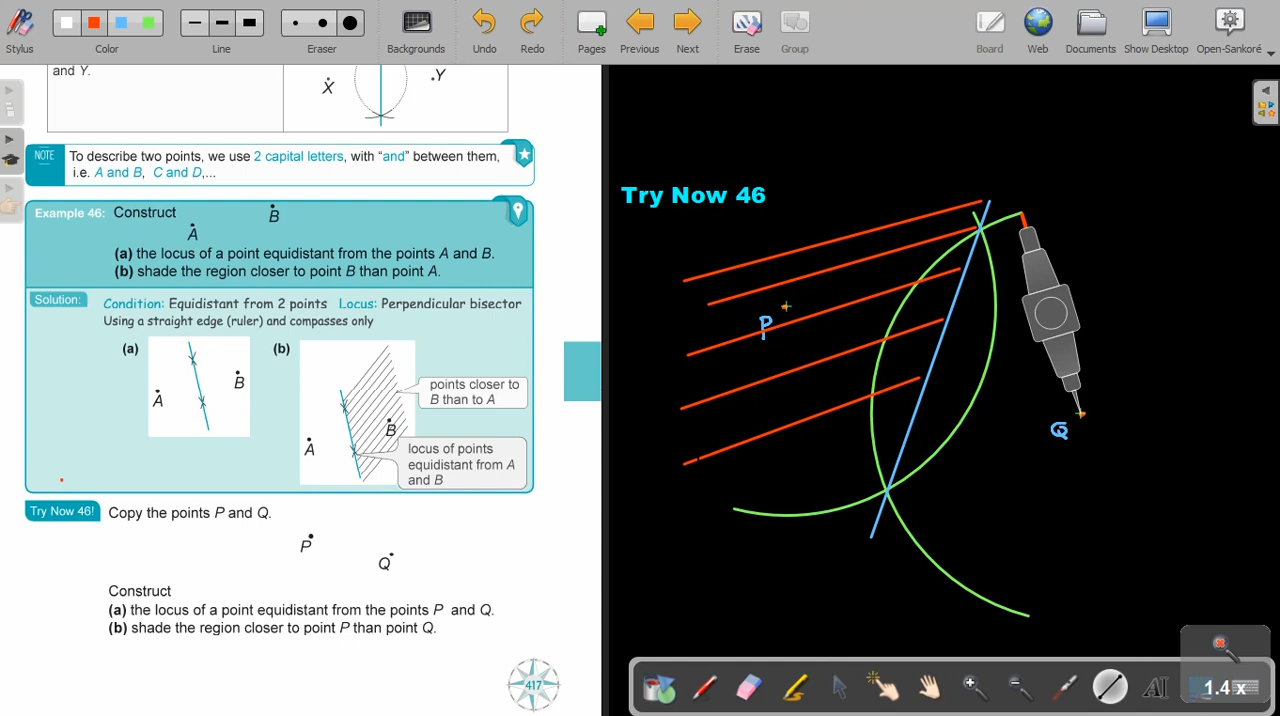 Stylus Color Line Eraser Backgrounds Undo Redo Pages Previous Next Erase Group Board Web Documents Show Desktop Open-Sankoré
and Y.
X
Y
NOTE To describe two points, we use 2 capital letters, with “and” between them,
i.e. A and B, C and D,...
Example 46: Construct
A
B
(a) the locus of a point equidistant from the points A and B.
(b) shade the region closer to point B than point A.
Solution: Condition: Equidistant from 2 points Locus: Perpendicular bisector
Using a straight edge (ruler) and compasses only
(a)
A
B
(b)
A
B
points closer to
B than to A
locus of points
equidistant from A
and B
Try Now 46! Copy the points P and Q.
P
Q
Construct
(a) the locus of a point equidistant from the points P and Q.
(b) shade the region closer to point P than point Q.
417
Try Now 46
P
Q
AI
1.4 x